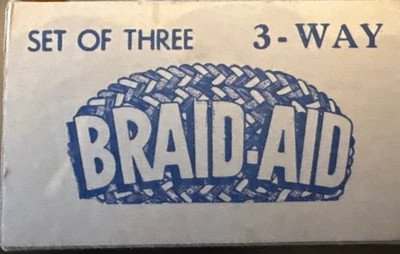 SET OF THREE 3-WAY
BRAID-AID